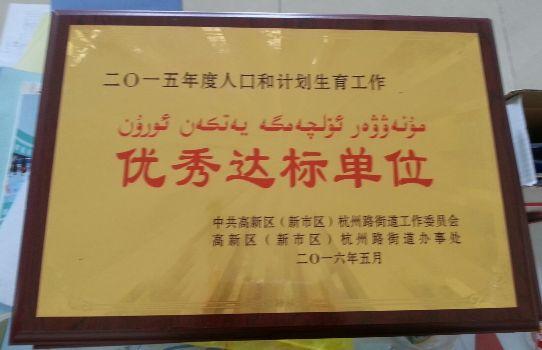 二〇一五年度人口和计划生育工作
مۇنەۋۋەر ئۆلچەمگە يەتكەن ئورۇن
优秀达标单位
中共高新区（新市区）杭州路街道工作委员会
高新区（新市区）杭州路街道办事处
二〇一六年五月